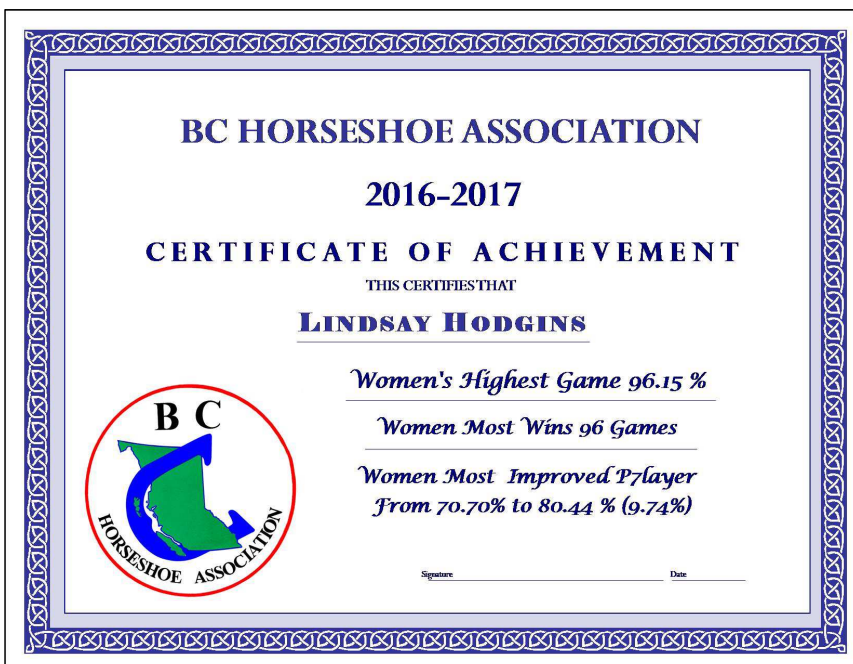 BC HORSESHOE ASSOCIATION
2016-2017
CERTIFICATE OF ACHIEVEMENT
THIS CERTIFIES THAT
LINDSAY HODGINS
Women's Highest Game 96.15 %
Women Most Wins 96 Games
Women Most Improved P7layer
From 70.70% to 80.44 % (9.74%)
B C
HORSESHOE ASSOCIATION
Signature
Date